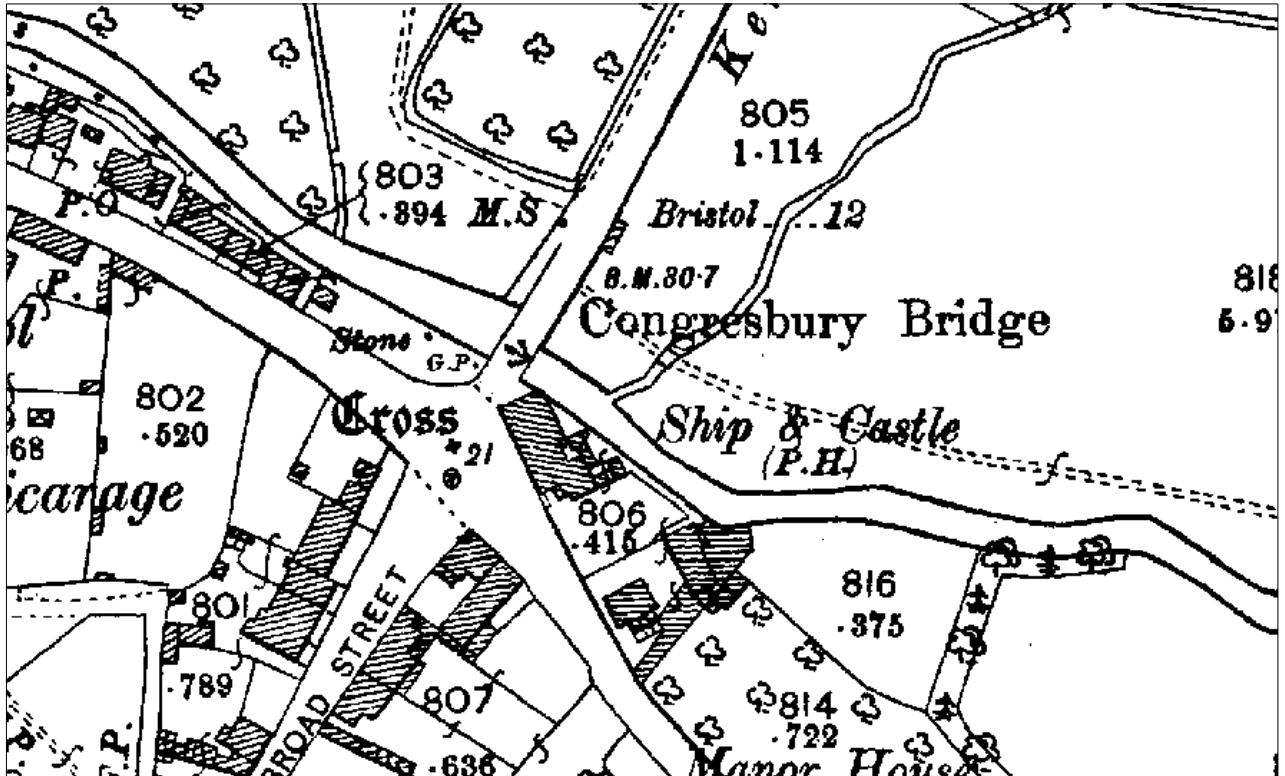 805
1·114
803
·894
M.S
Bristol 12
P.O
B.M.30·7
P.
Congresbury Bridge
Stone
G.P
802
·520
Cross
21
Ship & Castle
(P.H.)
68
806
·415
816
·375
801
·789
BROAD STREET
807
·636
814
·722
Manor House
P.
P.